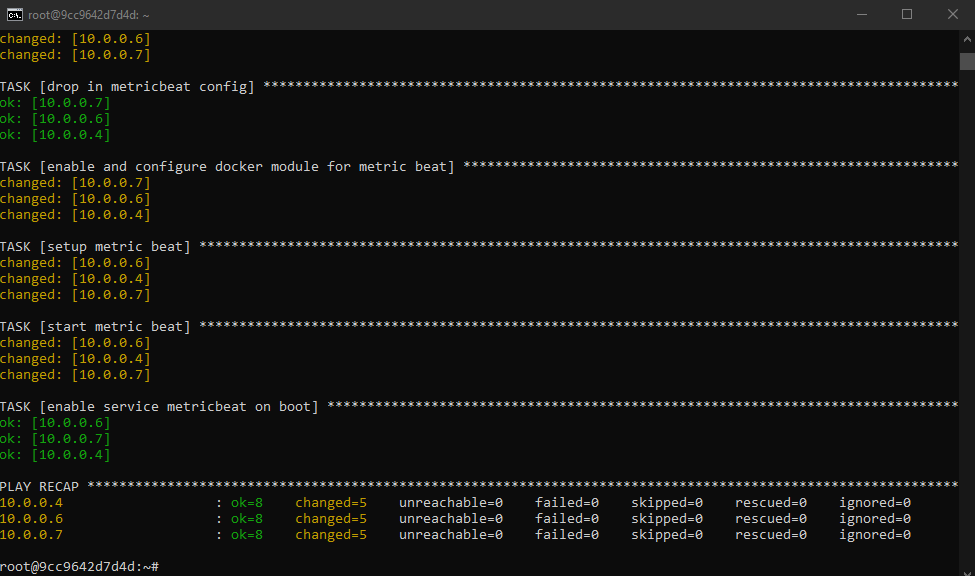 root@9cc9642d7d4d: ~
changed: [10.0.0.6]
changed: [10.0.0.7]
TASK [drop in metricbeat config] ***************************************************************************************
ok: [10.0.0.7]
ok: [10.0.0.6]
ok: [10.0.0.4]
TASK [enable and configure docker module for metric beat] **************************************************************
changed: [10.0.0.7]
changed: [10.0.0.6]
changed: [10.0.0.4]
TASK [setup metric beat] ***********************************************************************************************
changed: [10.0.0.6]
changed: [10.0.0.4]
changed: [10.0.0.7]
TASK [start metric beat] ***********************************************************************************************
changed: [10.0.0.6]
changed: [10.0.0.4]
changed: [10.0.0.7]
TASK [enable service metricbeat on boot] *******************************************************************************
ok: [10.0.0.6]
ok: [10.0.0.7]
ok: [10.0.0.4]
PLAY RECAP *************************************************************************************************************
10.0.0.4                   : ok=8    changed=5    unreachable=0    failed=0    skipped=0    rescued=0    ignored=0
10.0.0.6                   : ok=8    changed=5    unreachable=0    failed=0    skipped=0    rescued=0    ignored=0
10.0.0.7                   : ok=8    changed=5    unreachable=0    failed=0    skipped=0    rescued=0    ignored=0
root@9cc9642d7d4d:~#